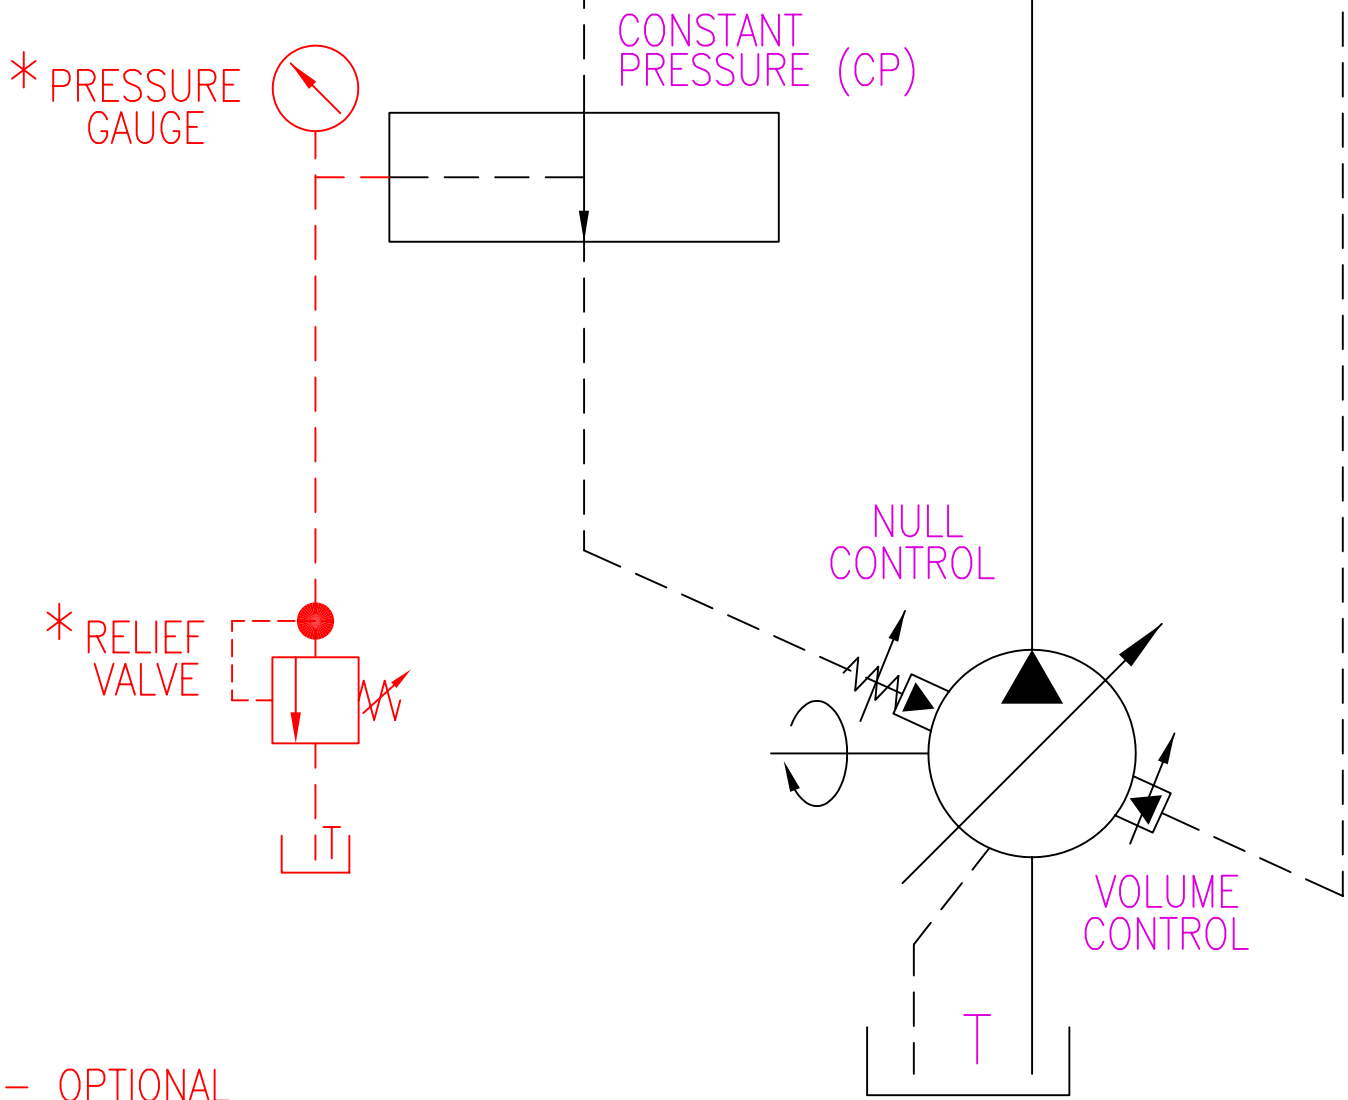 CONSTANT
PRESSURE (CP)
* PRESSURE
GAUGE
NULL
CONTROL
* RELIEF
VALVE
T
VOLUME
CONTROL
T
— OPTIONAL